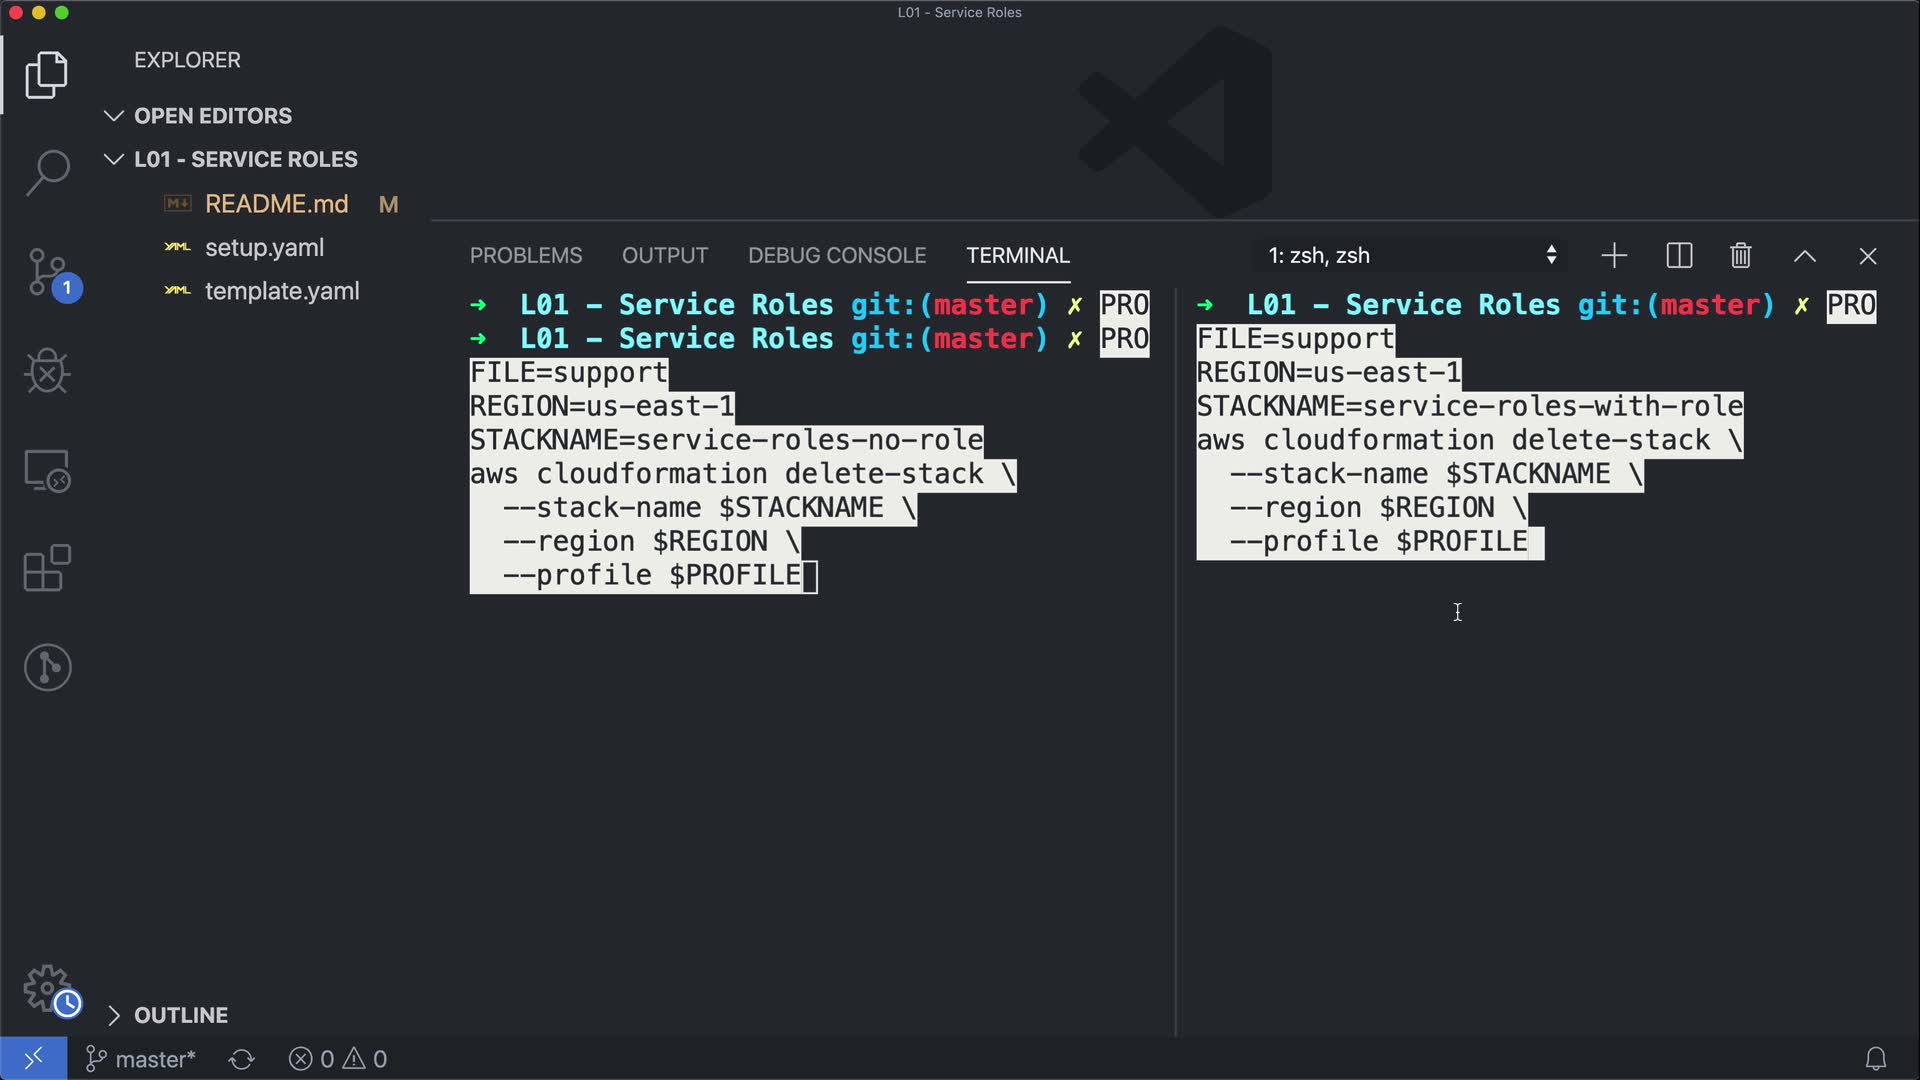 L01 - Service Roles
EXPLORER
OPEN EDITORS
L01 - SERVICE ROLES
README.md M
setup.yaml
template.yaml
1
OUTLINE
PROBLEMS OUTPUT DEBUG CONSOLE TERMINAL 1: zsh, zsh
➜ L01 - Service Roles git:(master) ✗ PRO
➜ L01 - Service Roles git:(master) ✗ PRO
FILE=support
REGION=us-east-1
STACKNAME=service-roles-no-role
aws cloudformation delete-stack \
--stack-name $STACKNAME \
--region $REGION \
--profile $PROFILE
➜ L01 - Service Roles git:(master) ✗ PRO
FILE=support
REGION=us-east-1
STACKNAME=service-roles-with-role
aws cloudformation delete-stack \
--stack-name $STACKNAME \
--region $REGION \
--profile $PROFILE
master* 0 0